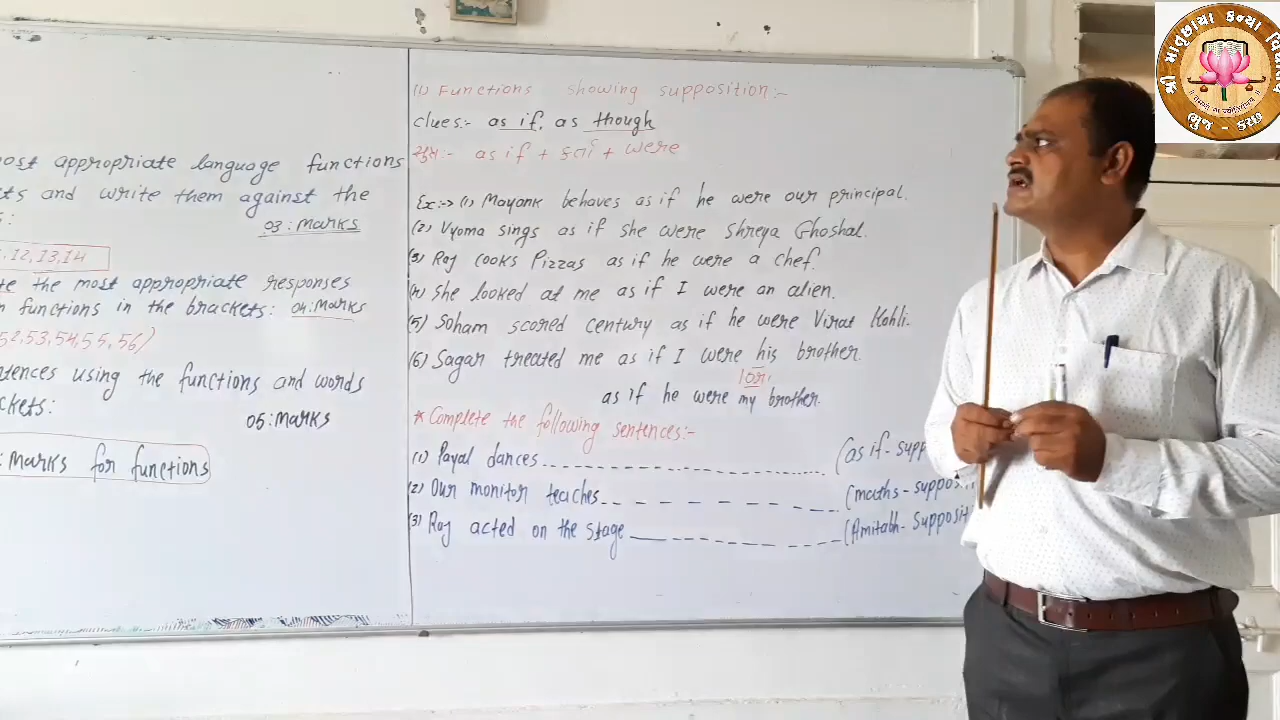 ost appropriate language functions
ts and write them against the
03:Marks
12,13,14
te the most appropriate responses
n functions in the brackets: 04:Marks
52,53,54,55,56)
ntences using the functions and words
ckets:
05:Marks
:Marks for functions
(1) Functions showing supposition:-
Clues:- as if, as though
સૂત્ર:- as if + કર્તા + were
Ex:-> (1) Mayank behaves as if he were our principal.
(2) Vyoma sings as if she were Shreya Ghoshal.
(3) Raj cooks Pizzas as if he were a chef.
(4) She looked at me as if I were an alien.
(5) Soham scored century as if he were Virat Kohli.
(6) Sagar treated me as if I were his brother.
(or)
as if he were my brother.
* Complete the following sentences:-
(1) Payal dances (as if - supp
(2) Our monitor teaches (maths - supposi
(3) Raj acted on the stage (Amitabh - Suppositi
શ્રી માતૃછાયા કન્યા વિદ્યાલય
ભુજ - કચ્છ